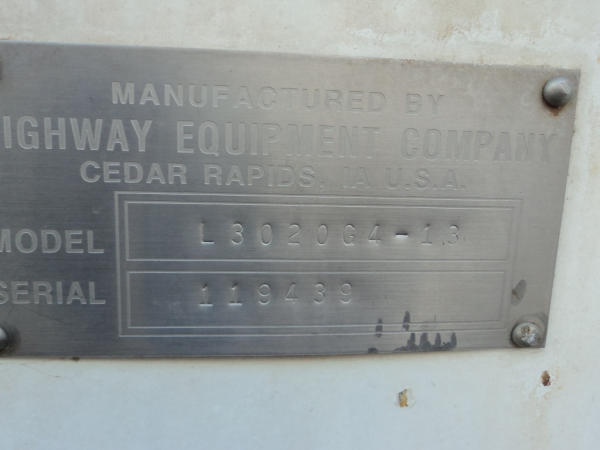 MANUFACTURED BY
IGHWAY EQUIPMENT COMPANY
CEDAR RAPIDS, IA U.S.A.
MODEL L3020G4-13
SERIAL 119439